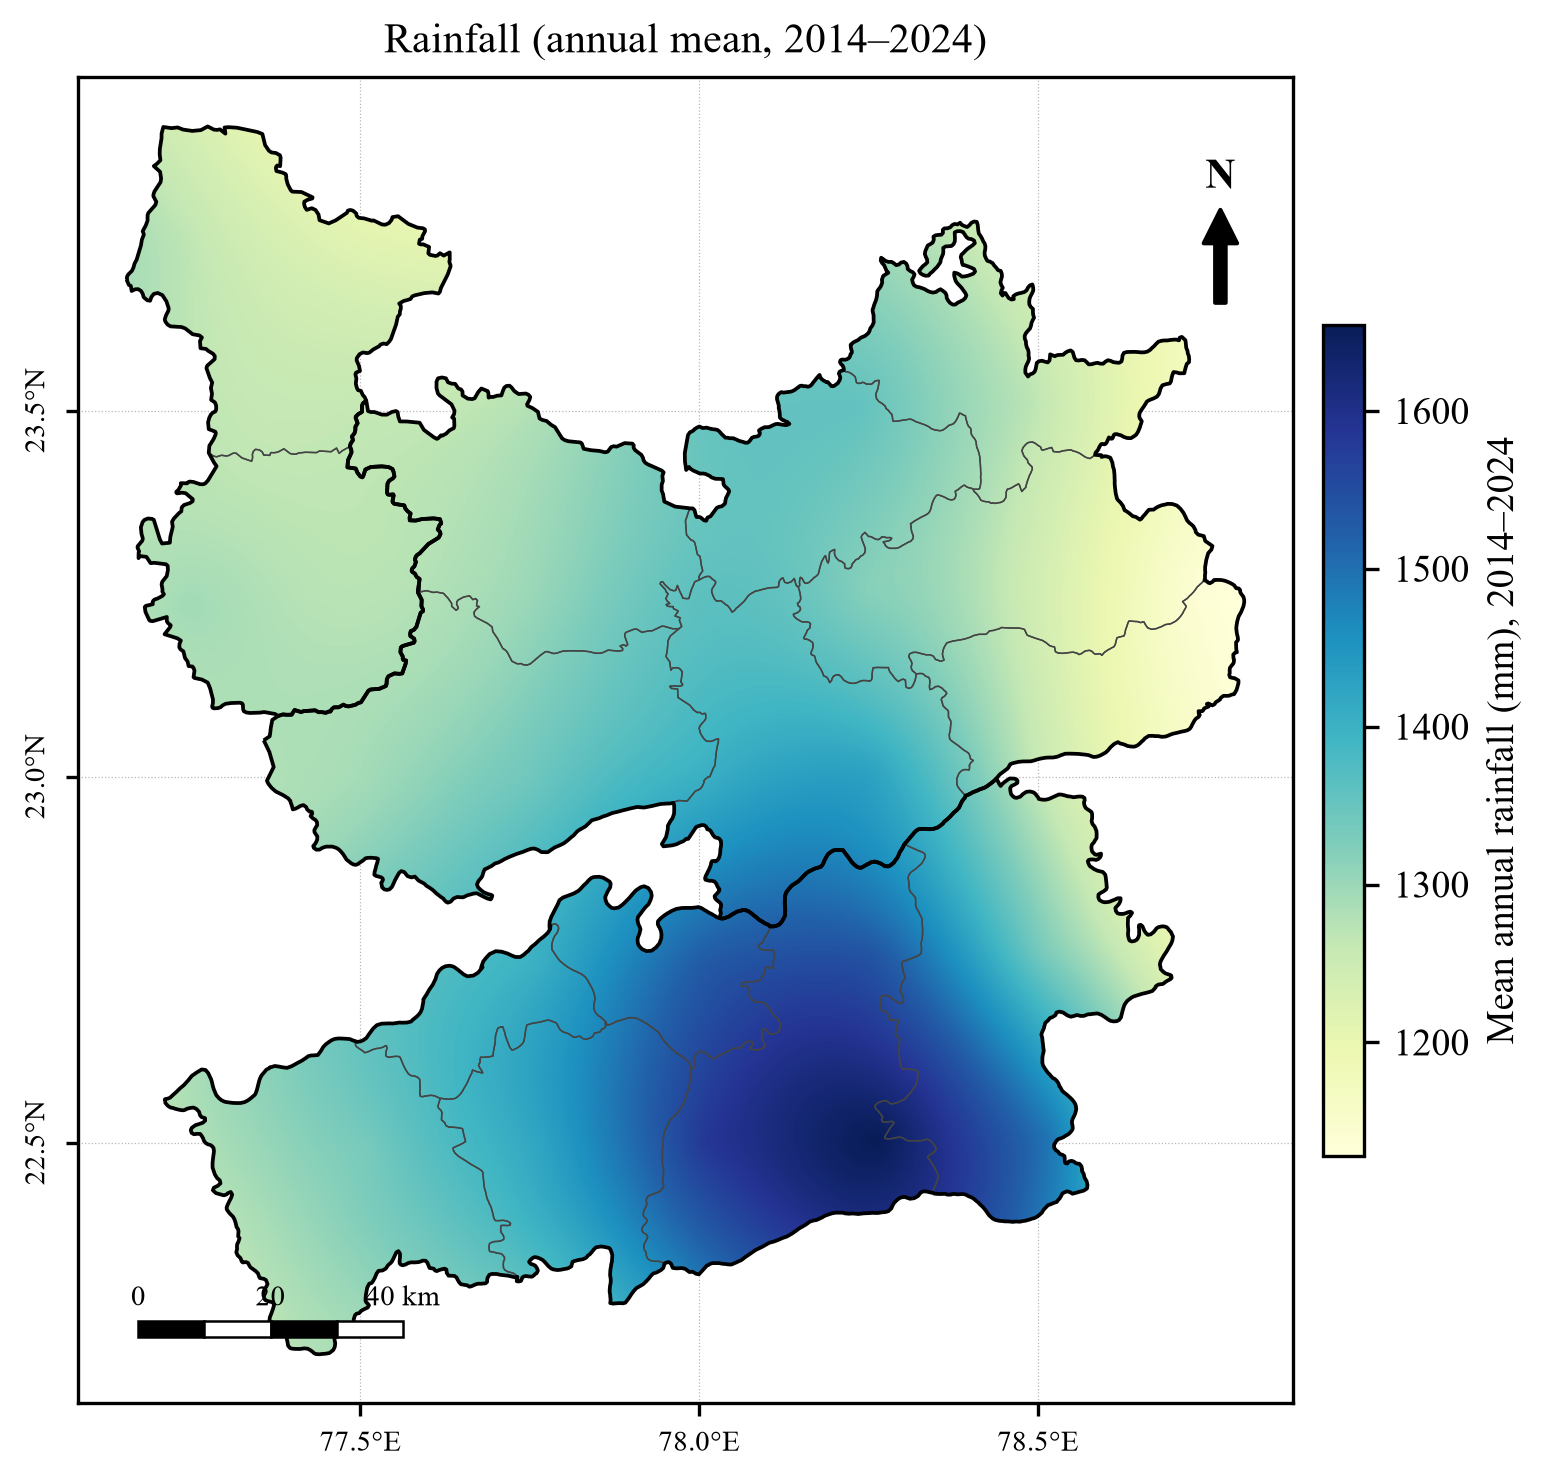 Rainfall (annual mean, 2014–2024)
N
23.5°N
23.0°N
22.5°N
77.5°E
78.0°E
78.5°E
0
20
40 km
1600
1500
1400
1300
1200
Mean annual rainfall (mm), 2014–2024